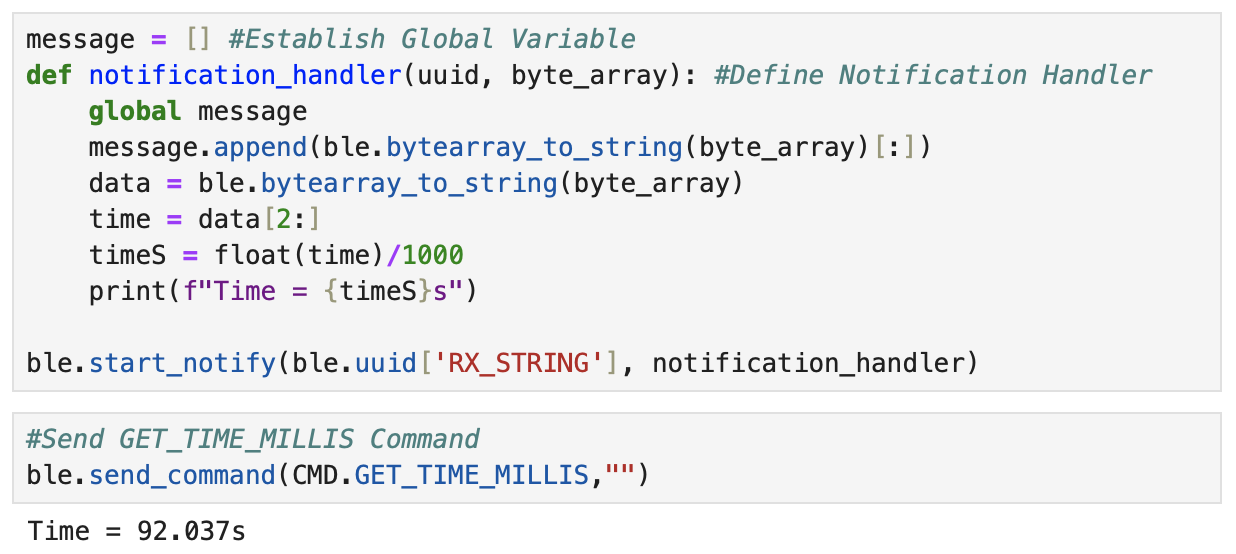 message = [] #Establish Global Variable
def notification_handler(uuid, byte_array): #Define Notification Handler
    global message
    message.append(ble.bytearray_to_string(byte_array)[:])
    data = ble.bytearray_to_string(byte_array)
    time = data[2:]
    timeS = float(time)/1000
    print(f"Time = {timeS}s")
ble.start_notify(ble.uuid['RX_STRING'], notification_handler)
#Send GET_TIME_MILLIS Command
ble.send_command(CMD.GET_TIME_MILLIS,"")
Time = 92.037s